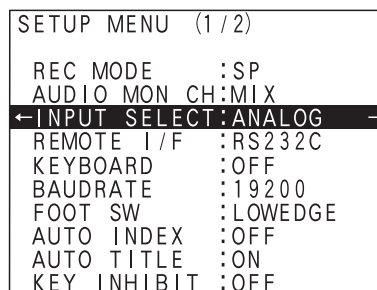 SETUP MENU (1/2)
REC MODE :SP
AUDIO MON CH:MIX
←INPUT SELECT:ANALOG
REMOTE I/F :RS232C
KEYBOARD :OFF
BAUDRATE :19200
FOOT SW :LOWEDGE
AUTO INDEX :OFF
AUTO TITLE :ON
KEY INHIBIT :OFF